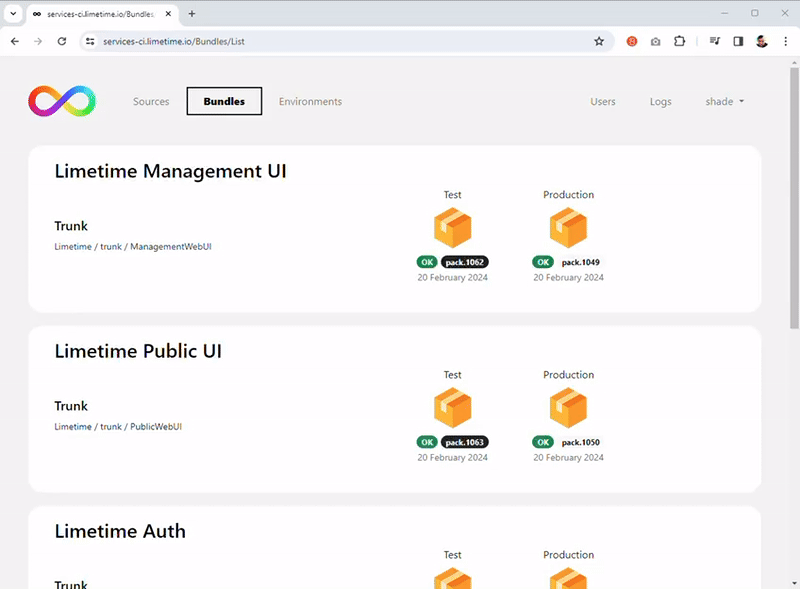 services-ci.limetime.io/Bundles
services-ci.limetime.io/Bundles/List
Sources Bundles Environments Users Logs shade
Limetime Management UI
Test Production
Trunk
Limetime / trunk / ManagementWebUI
OK pack.1062 OK pack.1049
20 February 2024 20 February 2024
Limetime Public UI
Test Production
Trunk
Limetime / trunk / PublicWebUI
OK pack.1063 OK pack.1050
20 February 2024 20 February 2024
Limetime Auth
Test Production
Trunk